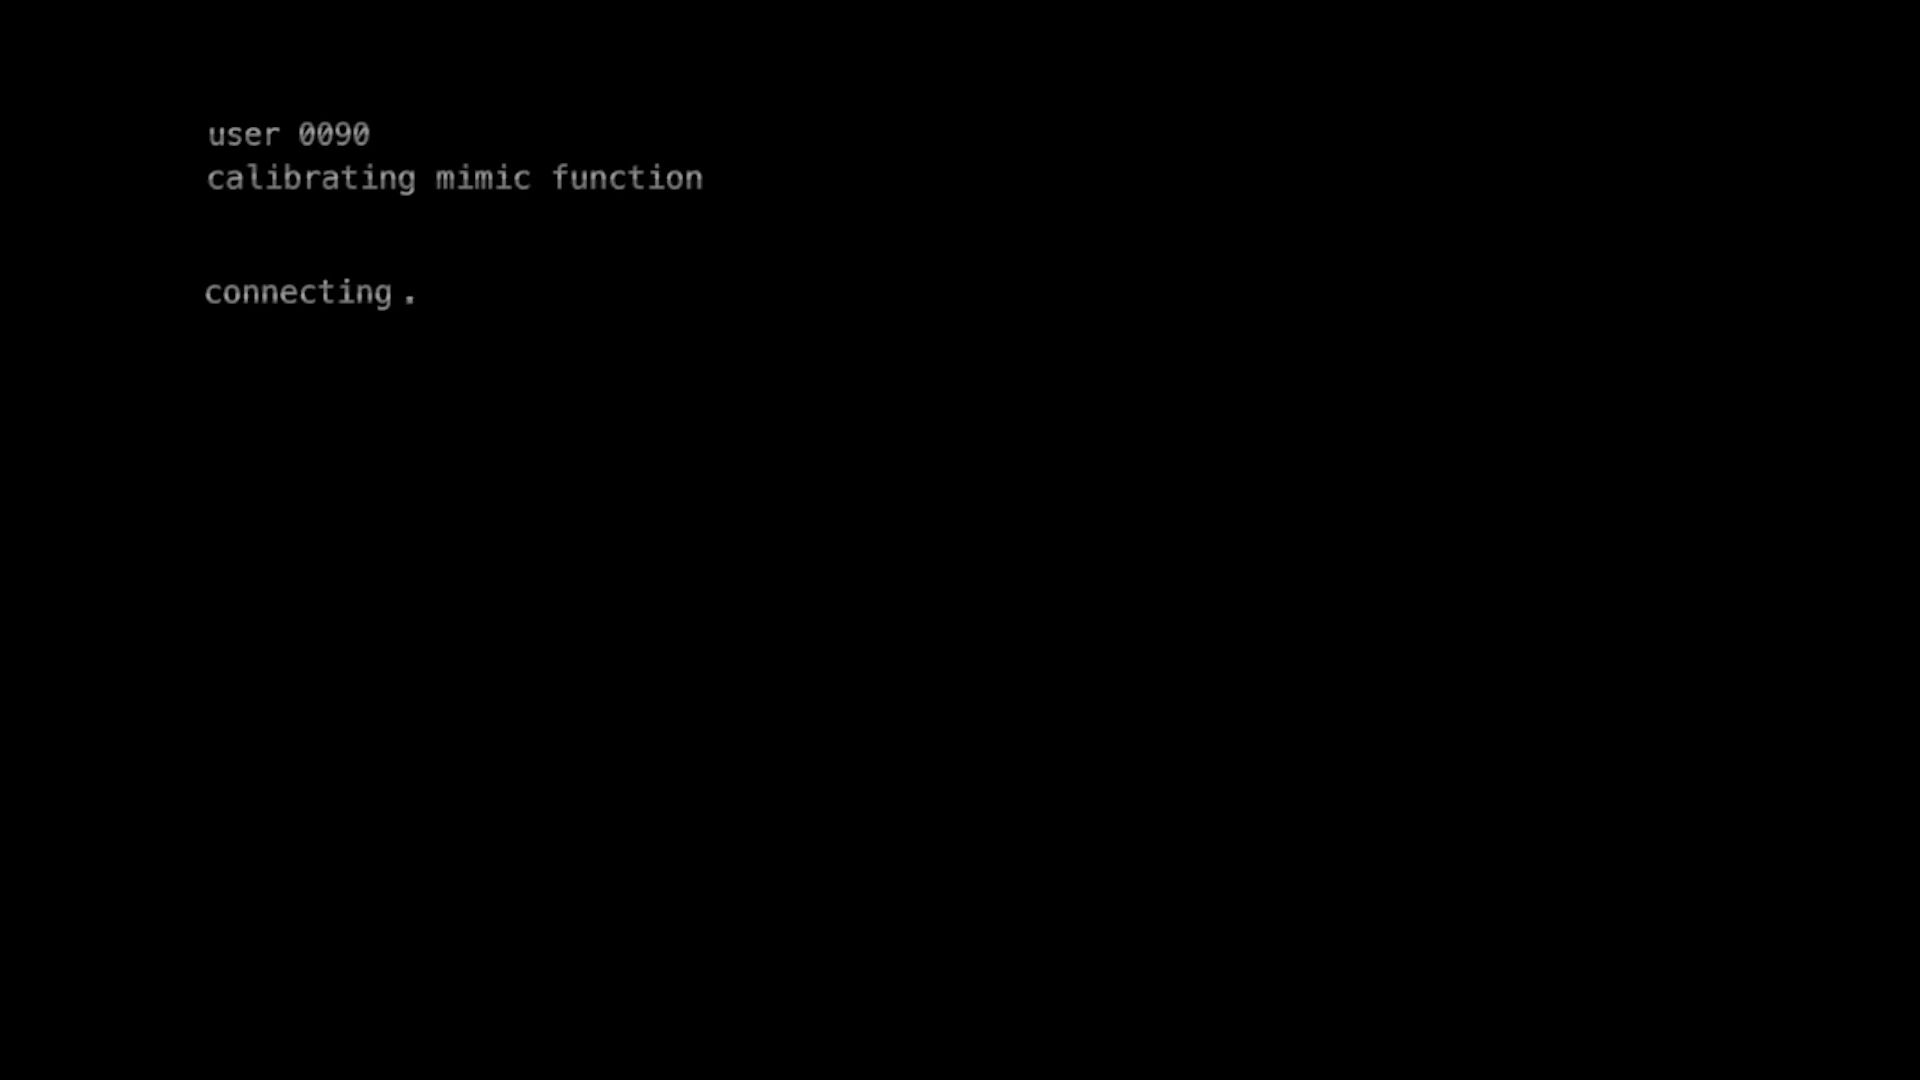 user 0090
calibrating mimic function
connecting .